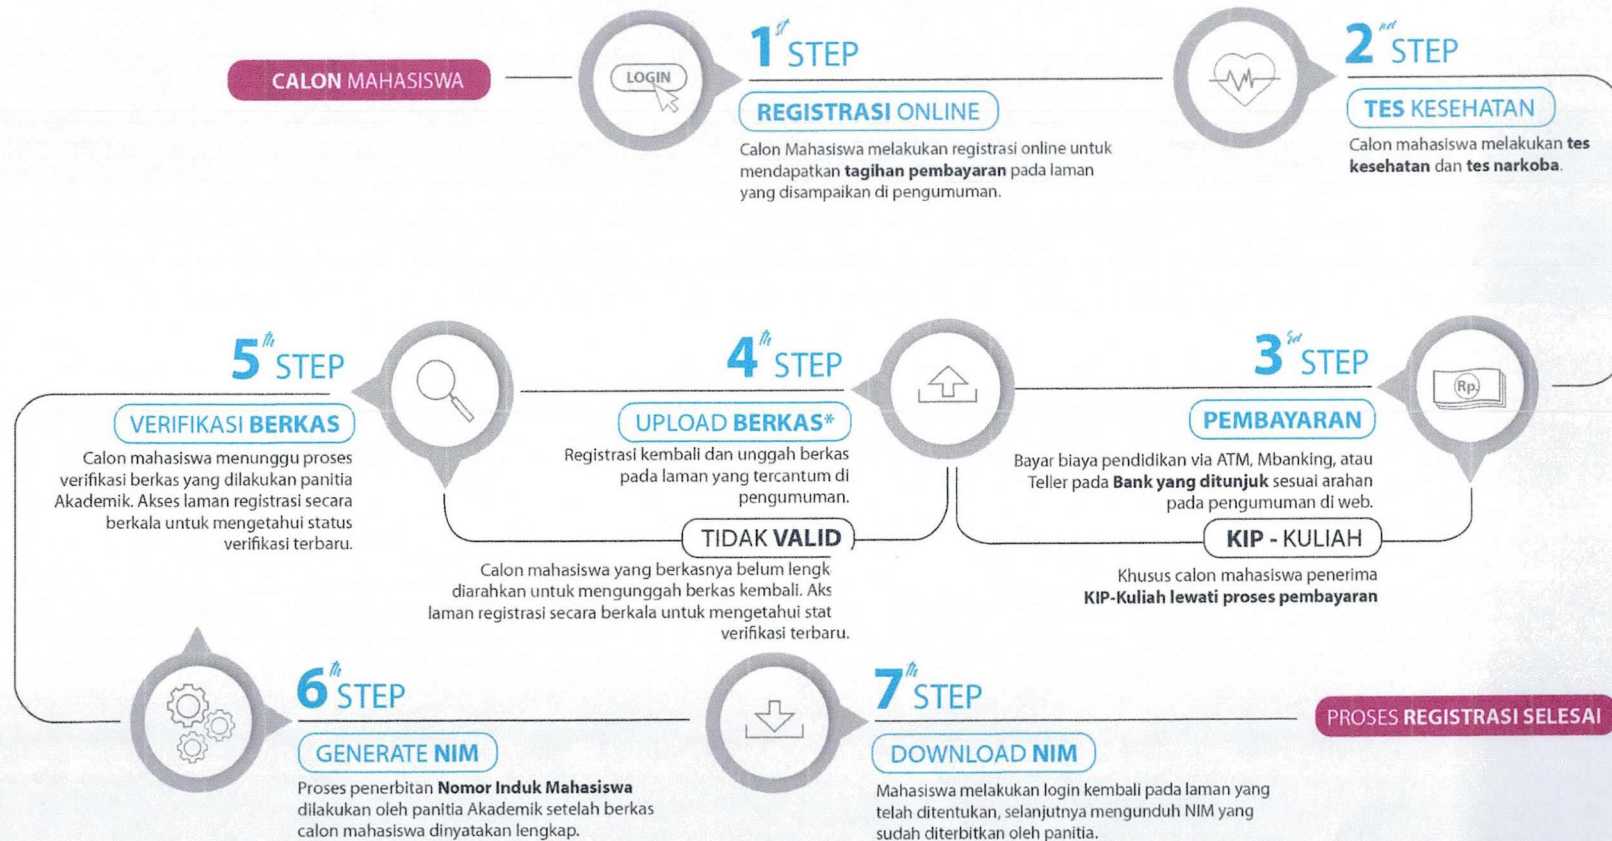 CALON MAHASISWA
LOGIN
1st STEP
REGISTRASI ONLINE
Calon Mahasiswa melakukan registrasi online untuk
mendapatkan tagihan pembayaran pada laman
yang disampaikan di pengumuman.
2nd STEP
TES KESEHATAN
Calon mahasiswa melakukan tes
kesehatan dan tes narkoba.
3rd STEP
Rp.
PEMBAYARAN
Bayar biaya pendidikan via ATM, Mbanking, atau
Teller pada Bank yang ditunjuk sesuai arahan
pada pengumuman di web.
KIP - KULIAH
Khusus calon mahasiswa penerima
KIP-Kuliah lewati proses pembayaran
4th STEP
UPLOAD BERKAS*
Registrasi kembali dan unggah berkas
pada laman yang tercantum di
pengumuman.
TIDAK VALID
Calon mahasiswa yang berkasnya belum lengk
diarahkan untuk mengunggah berkas kembali. Aks
laman registrasi secara berkala untuk mengetahui stat
verifikasi terbaru.
5th STEP
VERIFIKASI BERKAS
Calon mahasiswa menunggu proses
verifikasi berkas yang dilakukan panitia
Akademik. Akses laman registrasi secara
berkala untuk mengetahui status
verifikasi terbaru.
6th STEP
GENERATE NIM
Proses penerbitan Nomor Induk Mahasiswa
dilakukan oleh panitia Akademik setelah berkas
calon mahasiswa dinyatakan lengkap.
7th STEP
DOWNLOAD NIM
Mahasiswa melakukan login kembali pada laman yang
telah ditentukan, selanjutnya mengunduh NIM yang
sudah diterbitkan oleh panitia.
PROSES REGISTRASI SELESAI